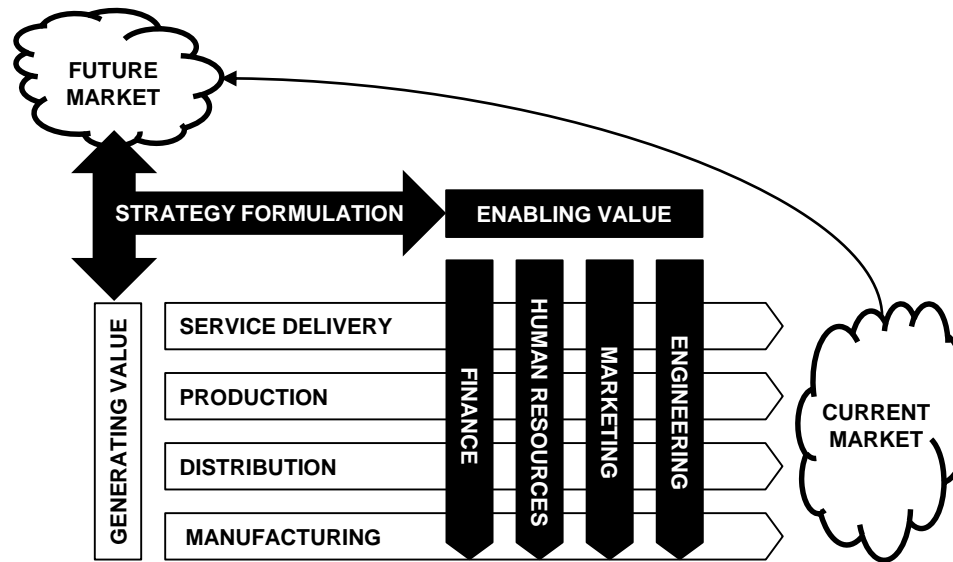 FUTURE
MARKET
STRATEGY FORMULATION
ENABLING VALUE
GENERATING VALUE
SERVICE DELIVERY
PRODUCTION
DISTRIBUTION
MANUFACTURING
FINANCE
HUMAN RESOURCES
MARKETING
ENGINEERING
CURRENT
MARKET